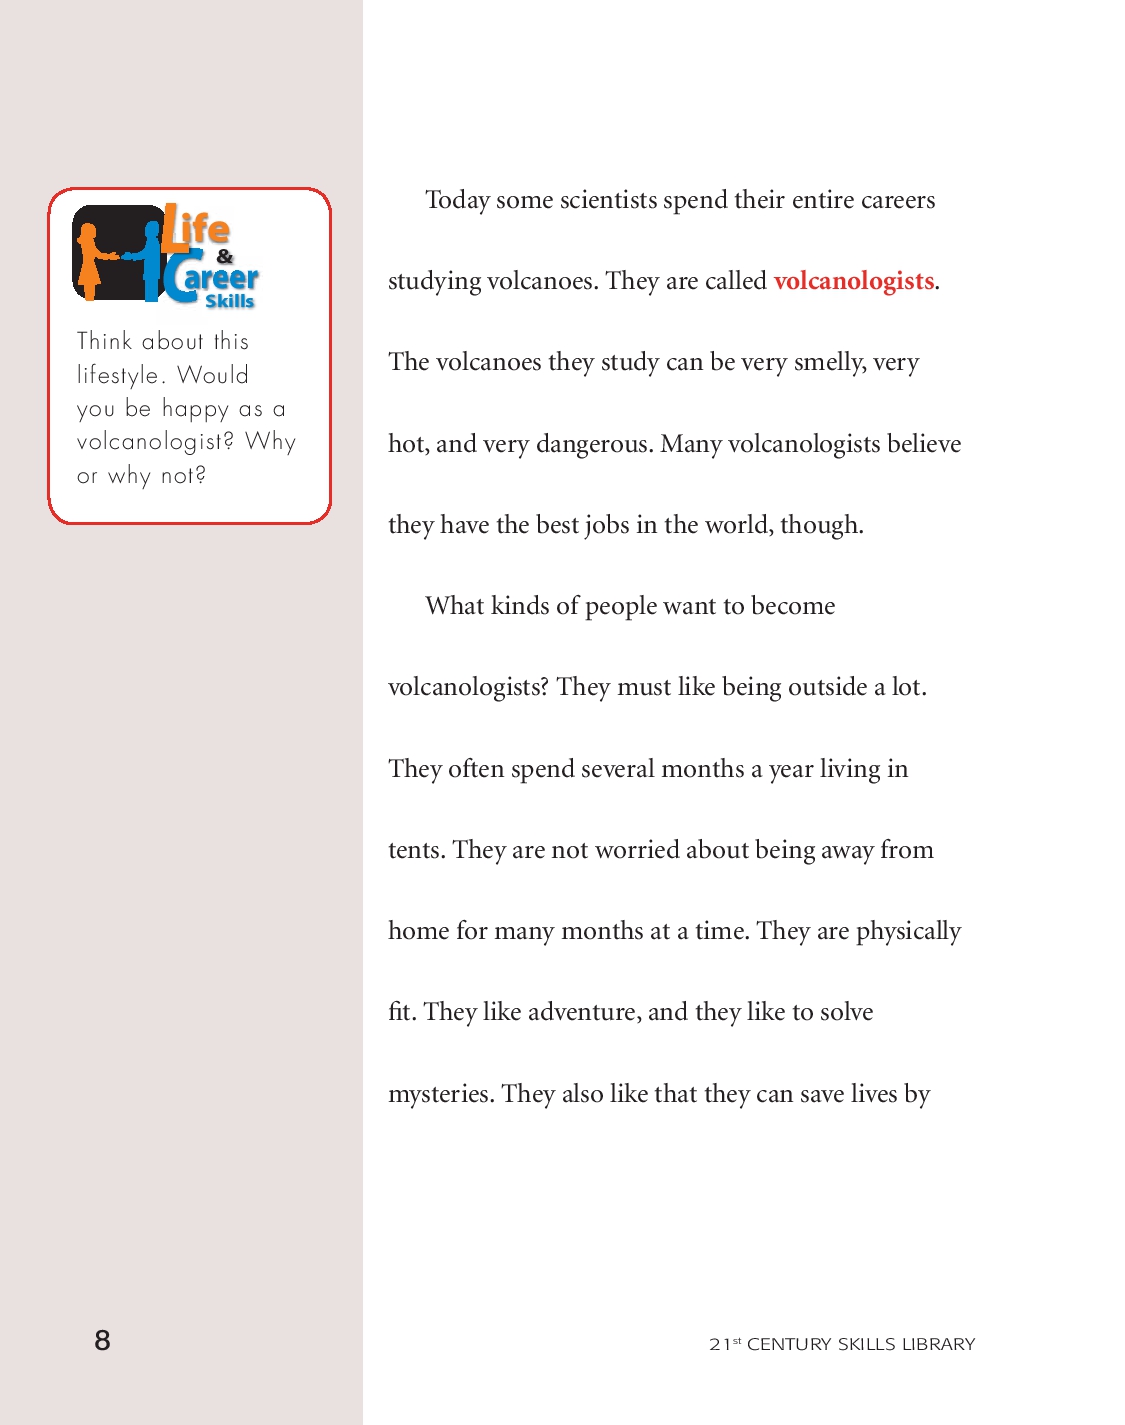 Life
&
Career
Skills
Think about this
lifestyle. Would
you be happy as a
volcanologist? Why
or why not?
Today some scientists spend their entire careers
studying volcanoes. They are called volcanologists.
The volcanoes they study can be very smelly, very
hot, and very dangerous. Many volcanologists believe
they have the best jobs in the world, though.
What kinds of people want to become
volcanologists? They must like being outside a lot.
They often spend several months a year living in
tents. They are not worried about being away from
home for many months at a time. They are physically
fit. They like adventure, and they like to solve
mysteries. They also like that they can save lives by
8
21st CENTURY SKILLS LIBRARY